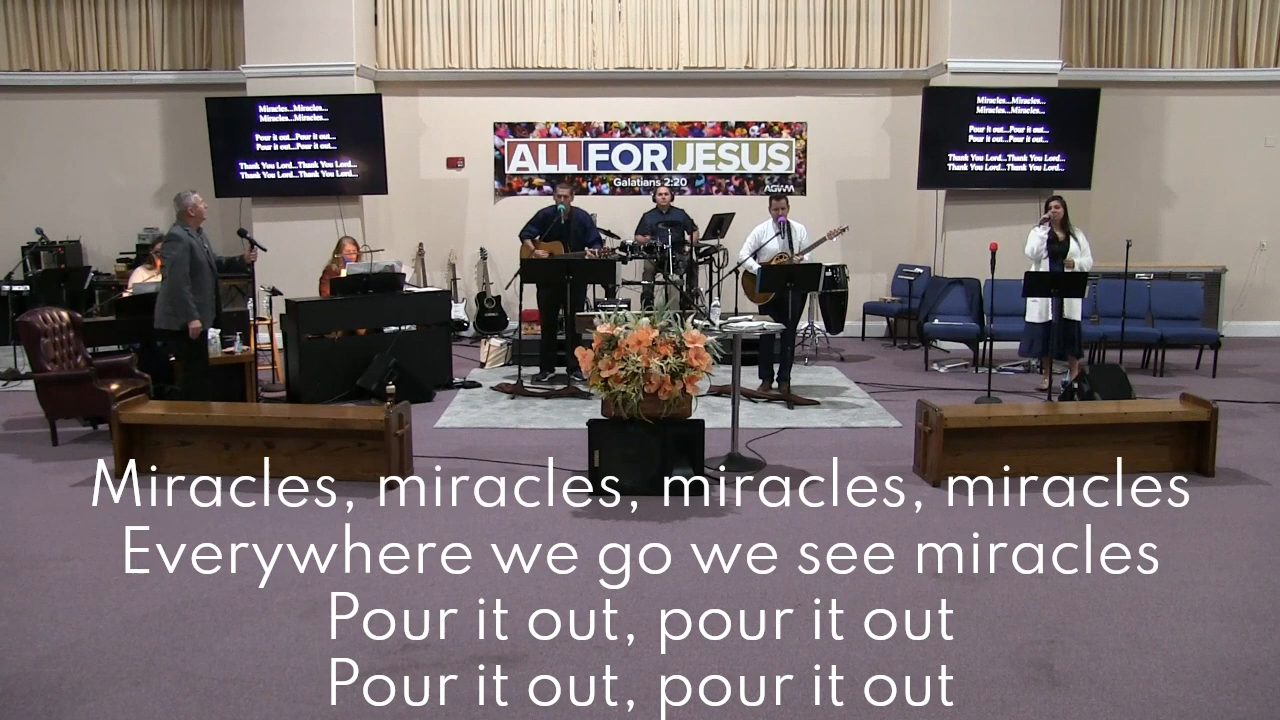 Miracles...Miracles...
Miracles...Miracles...
Pour it out...Pour it out...
Pour it out...Pour it out...
Thank You Lord...Thank You Lord...
Thank You Lord...Thank You Lord...
ALL FOR JESUS
Galatians 2:20
AGWM
Miracles...Miracles...
Miracles...Miracles...
Pour it out...Pour it out...
Pour it out...Pour it out...
Thank You Lord...Thank You Lord...
Thank You Lord...Thank You Lord...
Miracles, miracles, miracles, miracles
Everywhere we go we see miracles
Pour it out, pour it out
Pour it out, pour it out